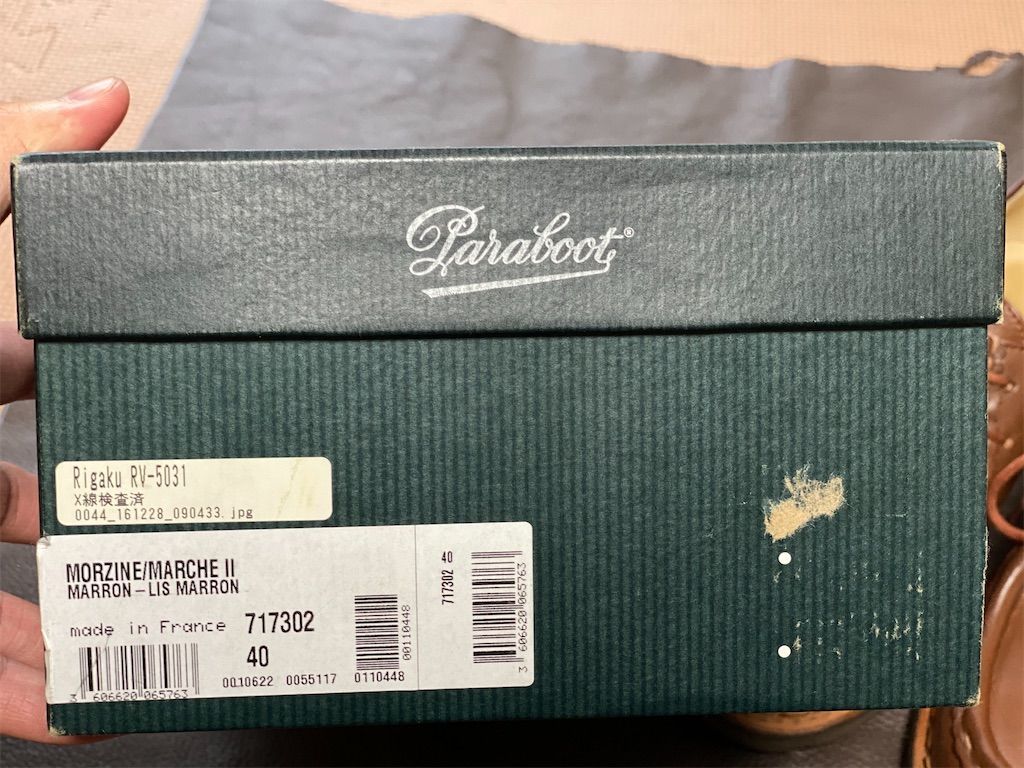 Paraboot®
Rigaku RV-5031
X線検査済
0044_161228_090433.jpg
MORZINE/MARCHE II
MARRON – LIS MARRON
made in France 717302
40
3 606620 065763
0010622 0055117 0110448
00110448
717302 40
3 606620 065763